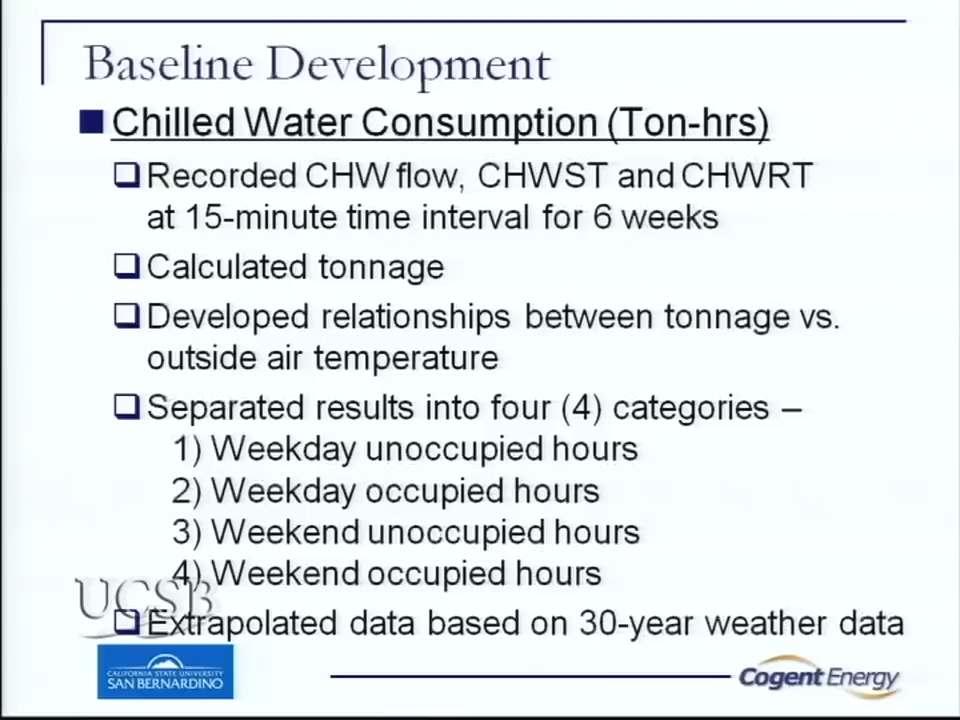 Baseline Development
Chilled Water Consumption (Ton-hrs)
Recorded CHW flow, CHWST and CHWRT
at 15-minute time interval for 6 weeks
Calculated tonnage
Developed relationships between tonnage vs.
outside air temperature
Separated results into four (4) categories –
1) Weekday unoccupied hours
2) Weekday occupied hours
3) Weekend unoccupied hours
4) Weekend occupied hours
UCSB
Extrapolated data based on 30-year weather data
CALIFORNIA STATE UNIVERSITY
SAN BERNARDINO
Cogent Energy